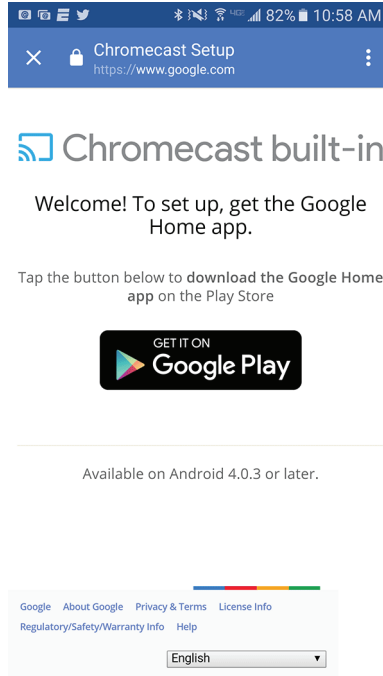 4G 82% 10:58 AM
Chromecast Setup
https://www.google.com
Chromecast built-in
Welcome! To set up, get the Google
Home app.
Tap the button below to download the Google Home
app on the Play Store
GET IT ON
Google Play
Available on Android 4.0.3 or later.
Google About Google Privacy & Terms License Info
Regulatory/Safety/Warranty Info Help
English